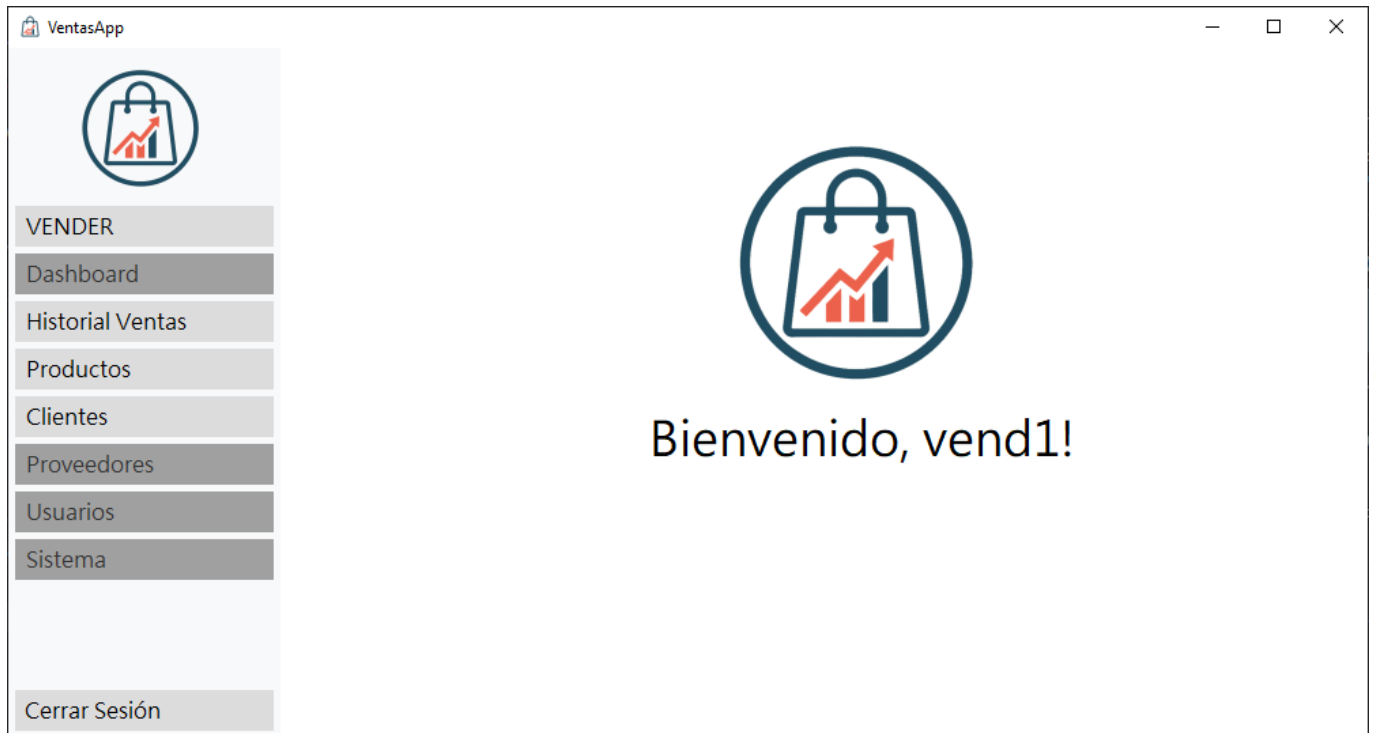 VentasApp
VENDER
Dashboard
Historial Ventas
Productos
Clientes
Proveedores
Usuarios
Sistema
Cerrar Sesión
Bienvenido, vend1!